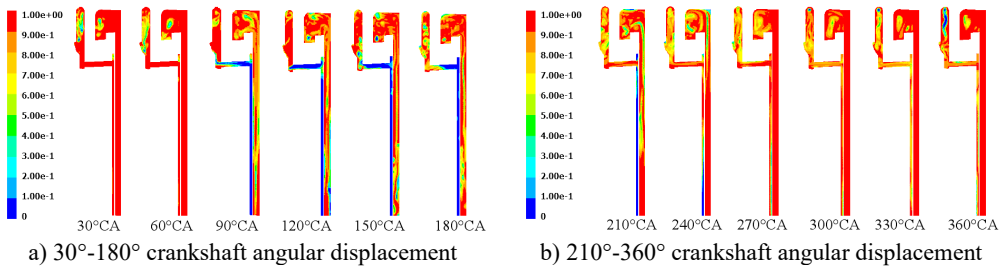 1.00e+00
9.00e-1
8.00e-1
7.00e-1
6.00e-1
5.00e-1
4.00e-1
3.00e-1
2.00e-1
1.00e-1
0
30°CA 60°CA 90°CA 120°CA 150°CA 180°CA
a) 30°-180° crankshaft angular displacement
1.00e+00
9.00e-1
8.00e-1
7.00e-1
6.00e-1
5.00e-1
4.00e-1
3.00e-1
2.00e-1
1.00e-1
0
210°CA 240°CA 270°CA 300°CA 330°CA 360°CA
b) 210°-360° crankshaft angular displacement